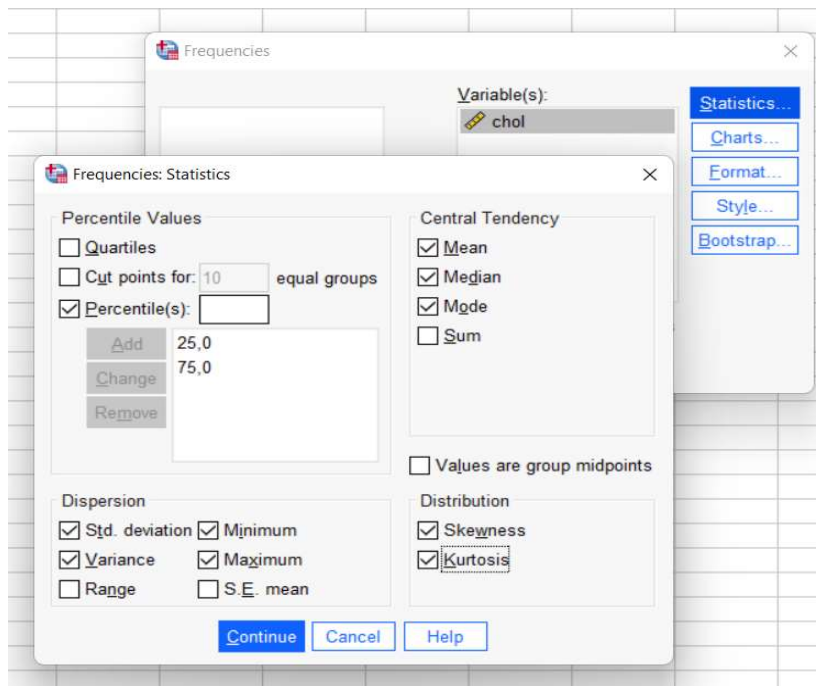 Frequencies
Variable(s):
chol
Statistics...
Charts...
Format...
Style...
Bootstrap...
Frequencies: Statistics
Percentile Values
Quartiles
Cut points for: 10 equal groups
Percentile(s):
Add
Change
Remove
25,0
75,0
Central Tendency
Mean
Median
Mode
Sum
Values are group midpoints
Dispersion
Std. deviation Minimum
Variance Maximum
Range S.E. mean
Distribution
Skewness
Kurtosis
Continue Cancel Help